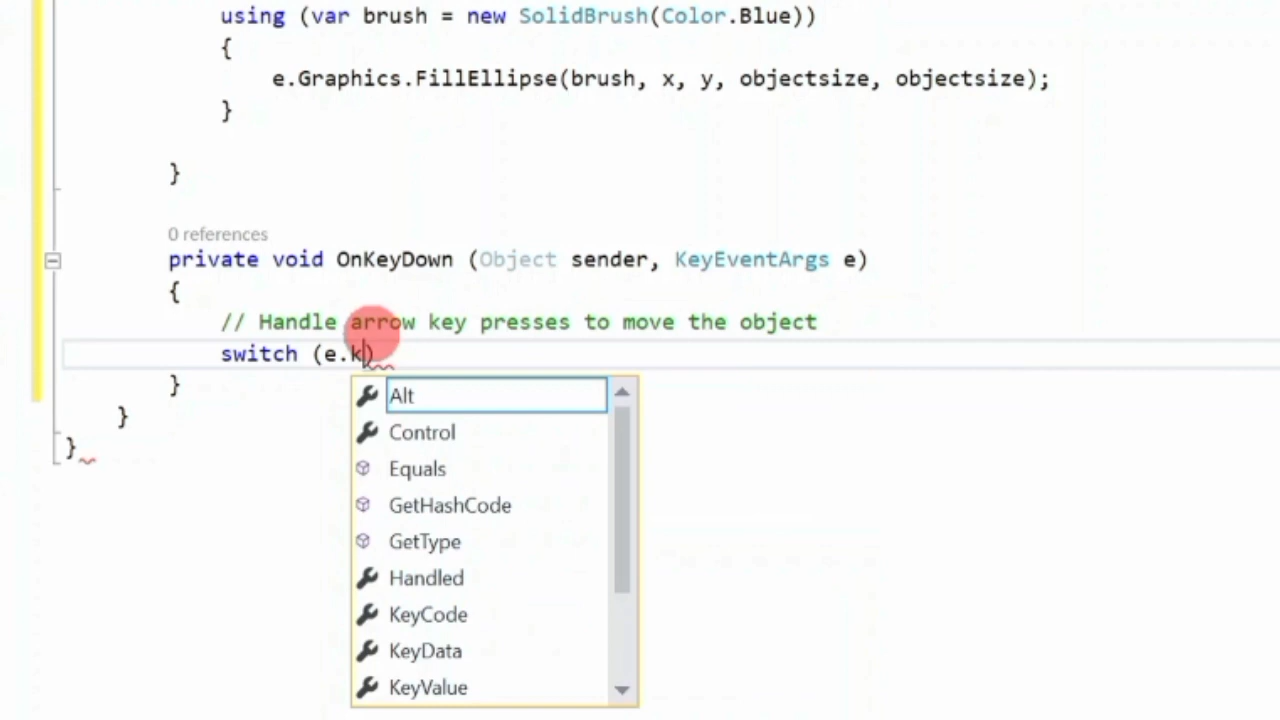 using (var brush = new SolidBrush(Color.Blue))
{
e.Graphics.FillEllipse(brush, x, y, objectsize, objectsize);
}
}
0 references
private void OnKeyDown (Object sender, KeyEventArgs e)
{
// Handle arrow key presses to move the object
switch (e.k)
}
}
}
Alt
Control
Equals
GetHashCode
GetType
Handled
KeyCode
KeyData
KeyValue